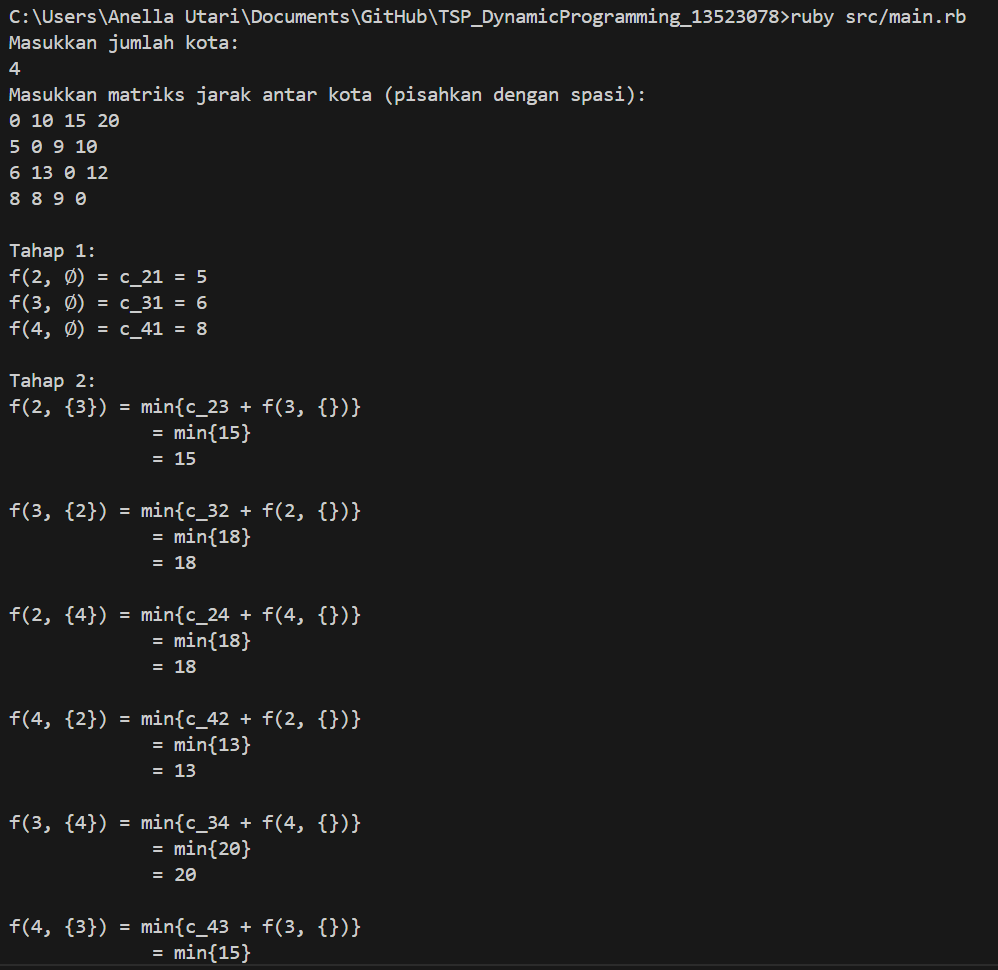 C:\Users\Anella Utari\Documents\GitHub\TSP_DynamicProgramming_13523078>ruby src/main.rb
Masukkan jumlah kota:
4
Masukkan matriks jarak antar kota (pisahkan dengan spasi):
0 10 15 20
5 0 9 10
6 13 0 12
8 8 9 0

Tahap 1:
f(2, Ø) = c_21 = 5
f(3, Ø) = c_31 = 6
f(4, Ø) = c_41 = 8

Tahap 2:
f(2, {3}) = min{c_23 + f(3, {})}
             = min{15}
             = 15

f(3, {2}) = min{c_32 + f(2, {})}
             = min{18}
             = 18

f(2, {4}) = min{c_24 + f(4, {})}
             = min{18}
             = 18

f(4, {2}) = min{c_42 + f(2, {})}
             = min{13}
             = 13

f(3, {4}) = min{c_34 + f(4, {})}
             = min{20}
             = 20

f(4, {3}) = min{c_43 + f(3, {})}
             = min{15}